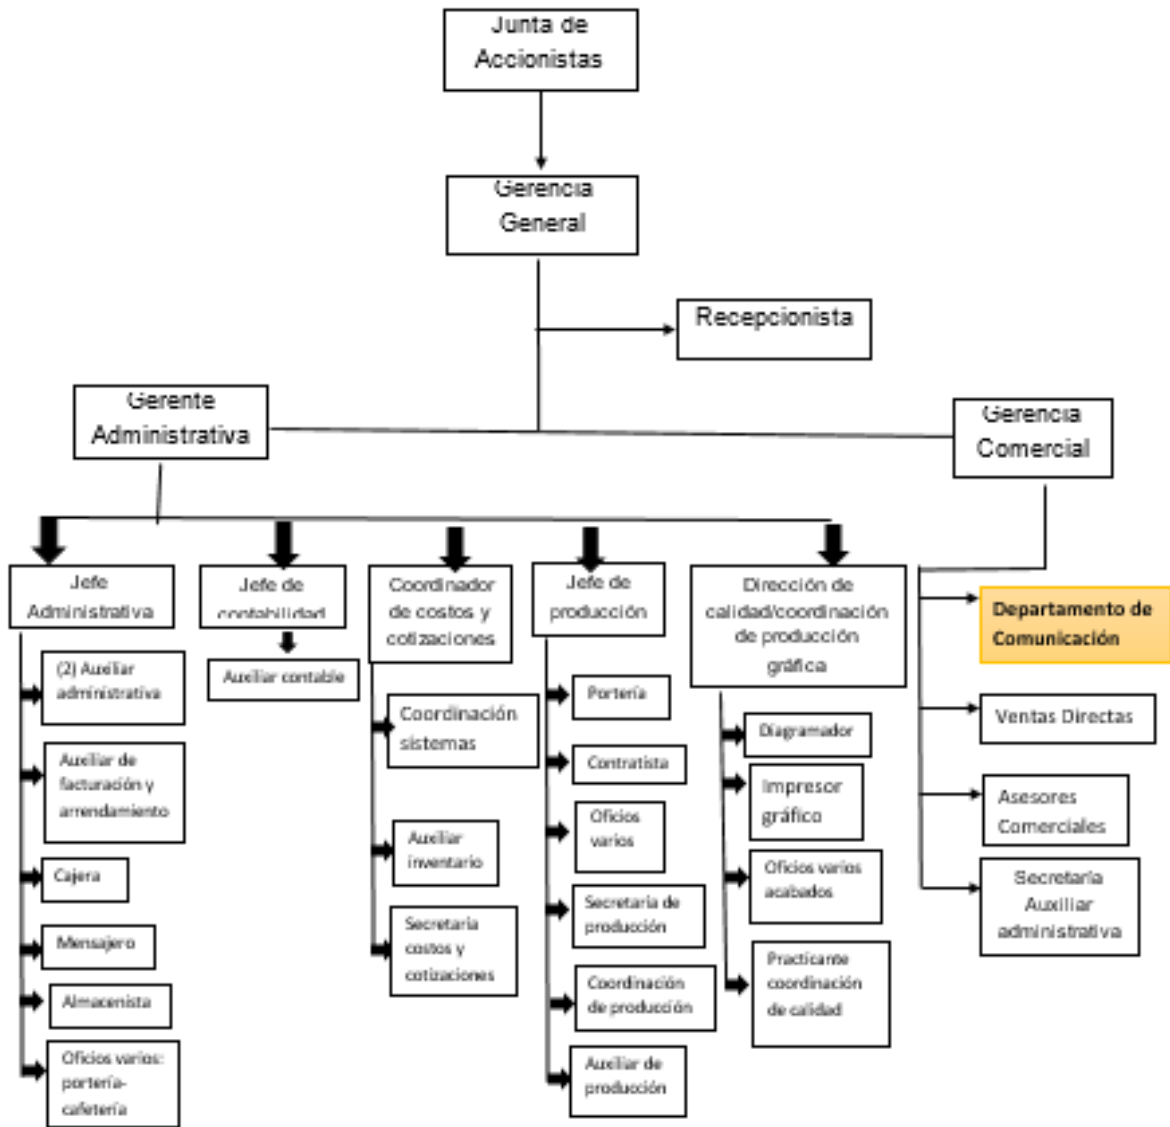 Junta de
Accionistas
Gerencia
General
Recepcionista
Gerente
Administrativa
Gerencia
Comercial
Jefe
Administrativa
Jefe de
contabilidad
Coordinador
de costos y
cotizaciones
Jefe de
producción
Dirección de
calidad/coordinación
de producción
gráfica
Departamento de
Comunicación
(2) Auxiliar
administrativa
Auxiliar de
facturación y
arrendamiento
Cajera
Mensajero
Almacenista
Oficios varios:
portería-
cafetería
Auxiliar contable
Coordinación
sistemas
Auxiliar
inventario
Secretaria
costos y
cotizaciones
Portería
Contratista
Oficios
varios
Secretaria de
producción
Coordinación
de producción
Auxiliar de
producción
Diagramador
Impresor
gráfico
Oficios varios
acabados
Practicante
coordinación
de calidad
Ventas Directas
Asesores
Comerciales
Secretaría
Auxiliar
administrativa